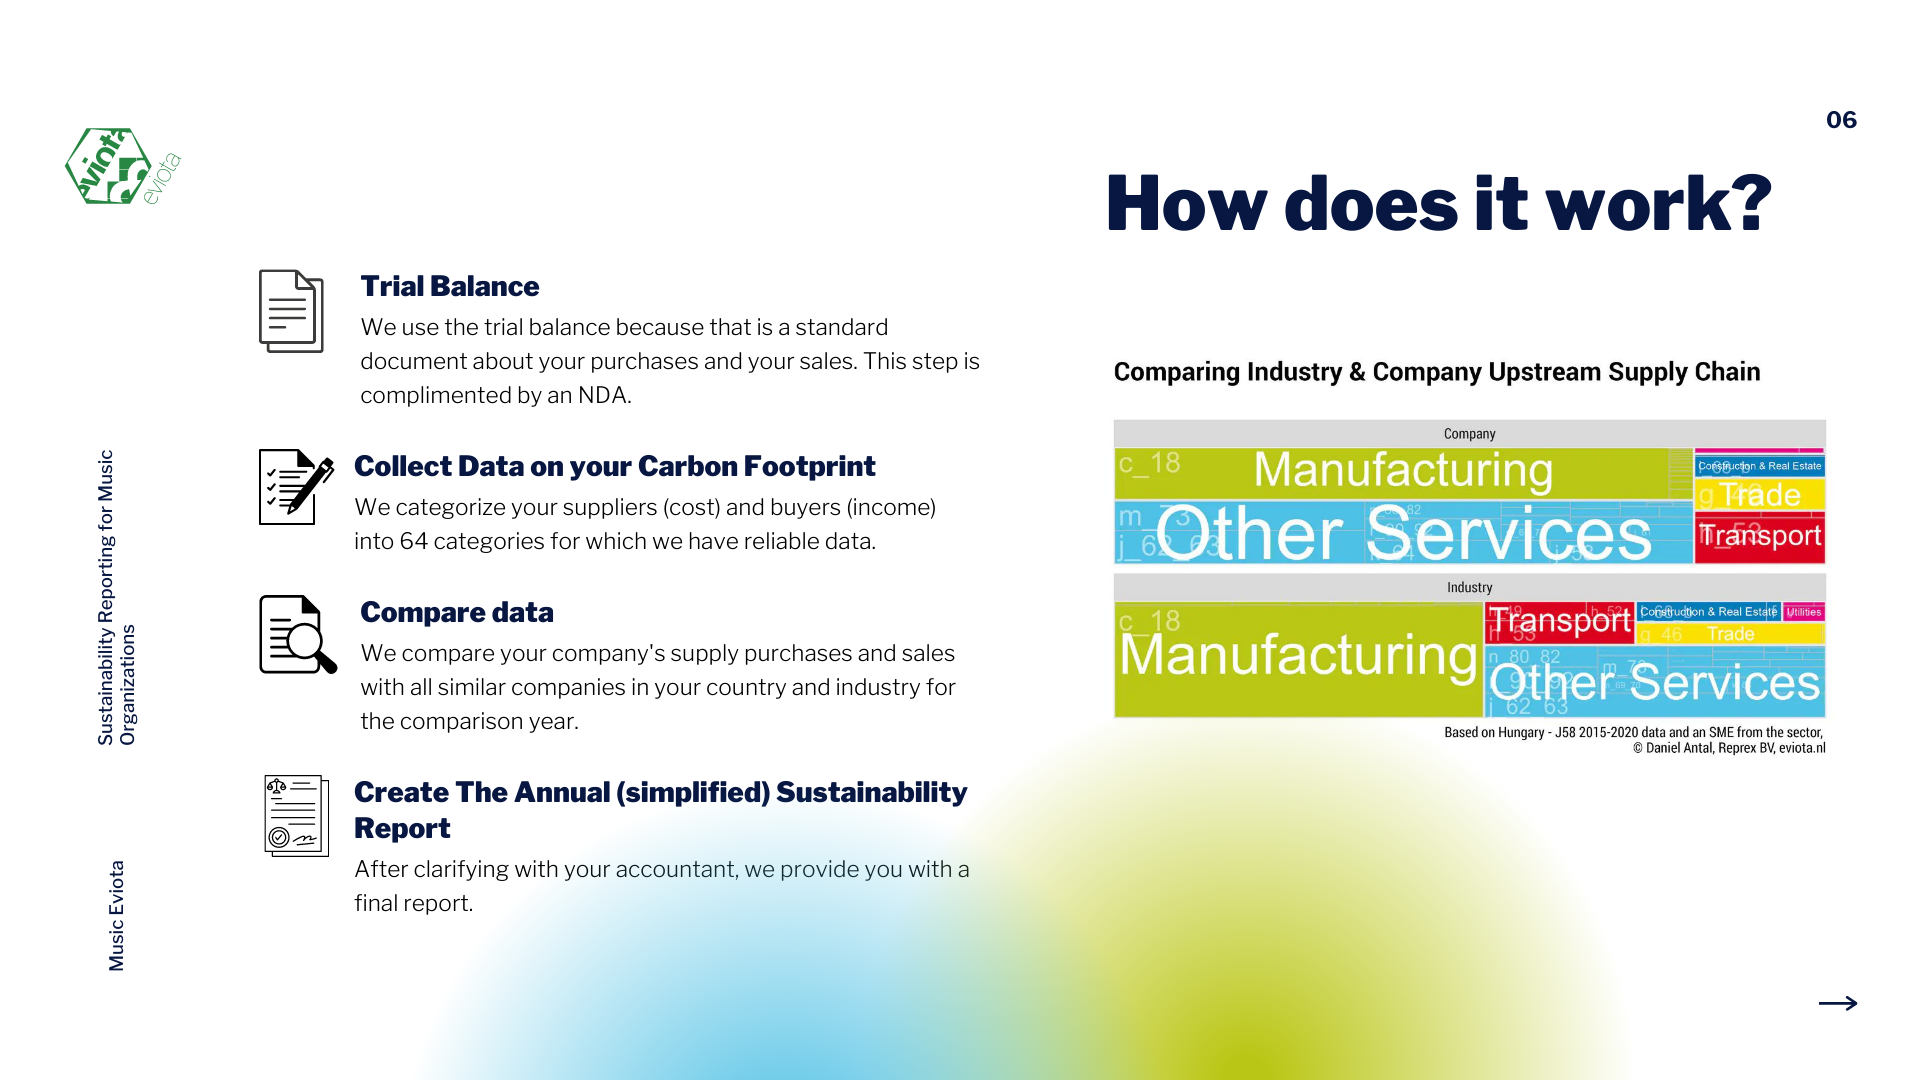 06
eviota
eviota
How does it work?
Trial Balance
We use the trial balance because that is a standard
document about your purchases and your sales. This step is
complimented by an NDA.
Collect Data on your Carbon Footprint
We categorize your suppliers (cost) and buyers (income)
into 64 categories for which we have reliable data.
Compare data
We compare your company's supply purchases and sales
with all similar companies in your country and industry for
the comparison year.
Create The Annual (simplified) Sustainability
Report
After clarifying with your accountant, we provide you with a
final report.
Sustainability Reporting for Music
Organizations
Music Eviota
Comparing Industry & Company Upstream Supply Chain
Company
c_18
Manufacturing
Construction & Real Estate
Trade
Transport
m_73
j_62_63
Other Services
Industry
c_18
Manufacturing
Transport
Construction & Real Estate
Utilities
g_46
Trade
n_80_82
Other Services
j_62_63
Based on Hungary - J58 2015-2020 data and an SME from the sector,
© Daniel Antal, Reprex BV, eviota.nl